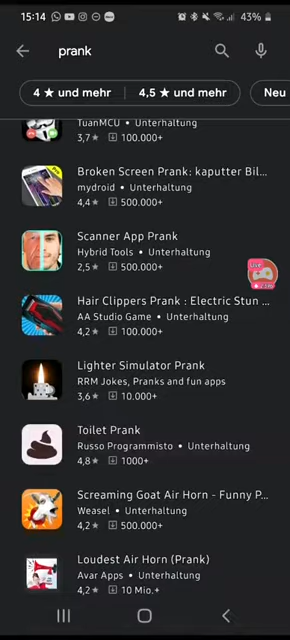 15:14
43%
prank
4 ★ und mehr
4,5 ★ und mehr
Neu
TuanMCU • Unterhaltung
3,7★ 100.000+
Broken Screen Prank: kaputter Bil...
mydroid • Unterhaltung
4,4★ 500.000+
Scanner App Prank
Hybrid Tools • Unterhaltung
2,5★ 500.000+
Live
Hair Clippers Prank : Electric Stun ...
AA Studio Game • Unterhaltung
4,2★ 100.000+
Lighter Simulator Prank
RRM Jokes, Pranks and fun apps
3,6★ 10.000+
Toilet Prank
Russo Programmisto • Unterhaltung
4,8★ 1000+
Screaming Goat Air Horn - Funny P...
Weasel • Unterhaltung
4,2★ 500.000+
Loudest Air Horn (Prank)
Avar Apps • Unterhaltung
4,2★ 10 Mio.+